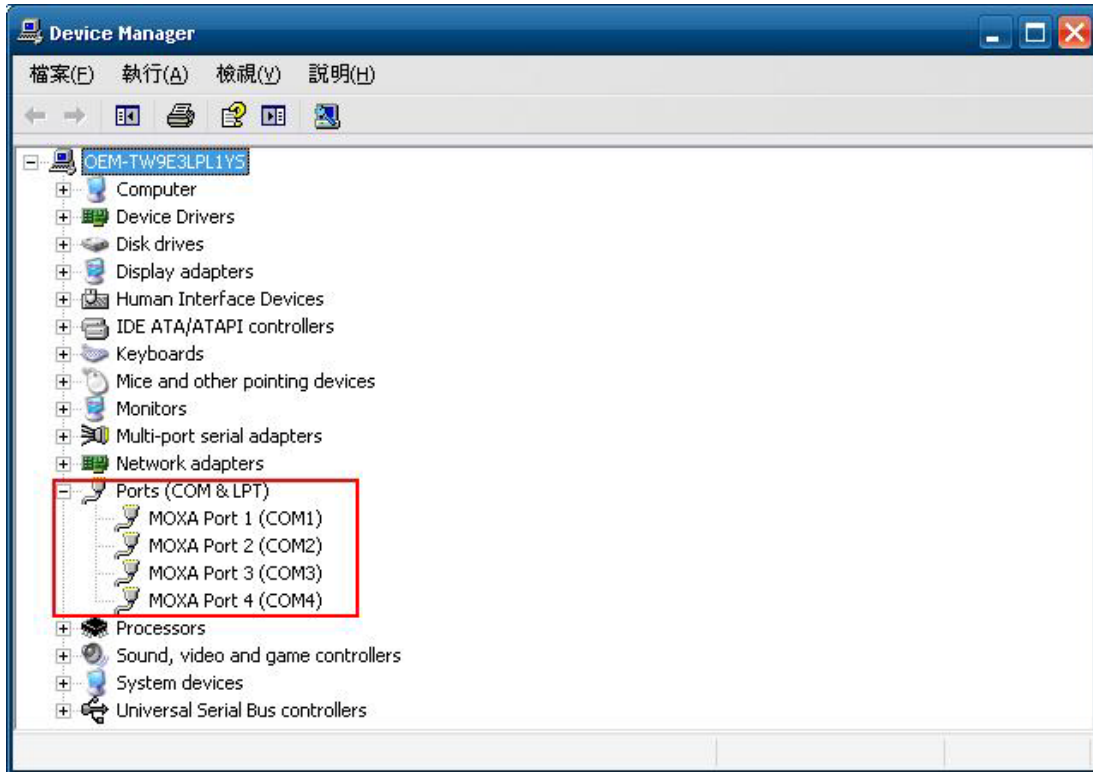 Device Manager
檔案(F) 執行(A) 檢視(V) 說明(H)
OEM-TW9E3LPL1YS
Computer
Device Drivers
Disk drives
Display adapters
Human Interface Devices
IDE ATA/ATAPI controllers
Keyboards
Mice and other pointing devices
Monitors
Multi-port serial adapters
Network adapters
Ports (COM & LPT)
MOXA Port 1 (COM1)
MOXA Port 2 (COM2)
MOXA Port 3 (COM3)
MOXA Port 4 (COM4)
Processors
Sound, video and game controllers
System devices
Universal Serial Bus controllers